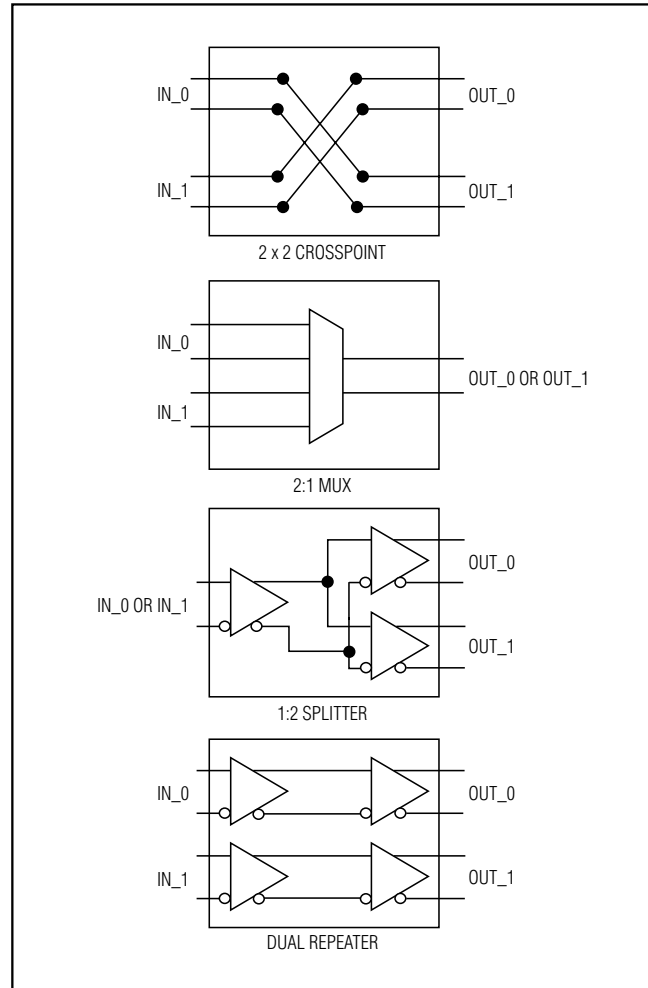 IN_0
OUT_0
IN_1
OUT_1
2 x 2 CROSSPOINT
IN_0
OUT_0 OR OUT_1
IN_1
2:1 MUX
OUT_0
IN_0 OR IN_1
OUT_1
1:2 SPLITTER
IN_0
OUT_0
IN_1
OUT_1
DUAL REPEATER